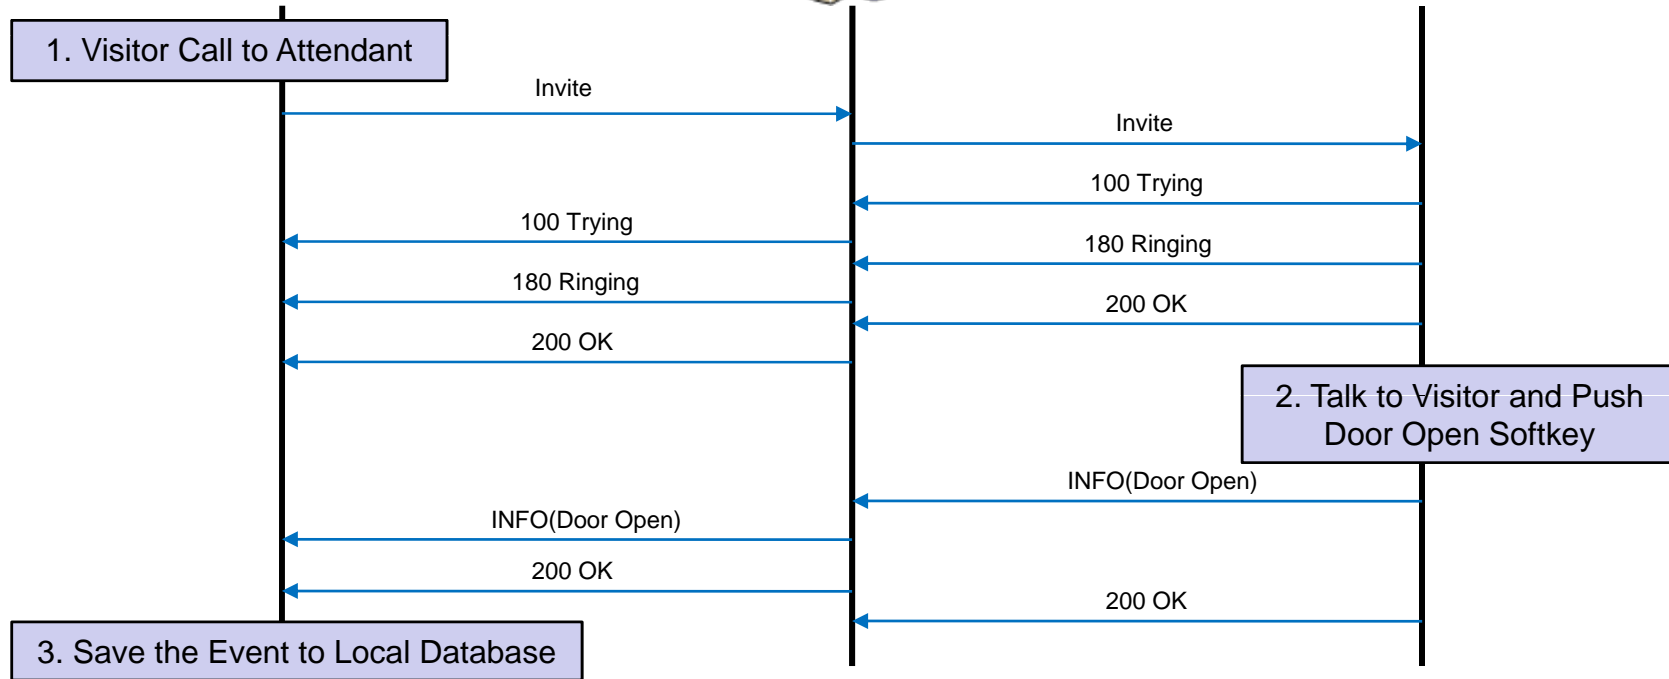 1. Visitor Call to Attendant
Invite
Invite
100 Trying
100 Trying
180 Ringing
180 Ringing
200 OK
200 OK
2. Talk to Visitor and Push
Door Open Softkey
INFO(Door Open)
INFO(Door Open)
200 OK
200 OK
3. Save the Event to Local Database